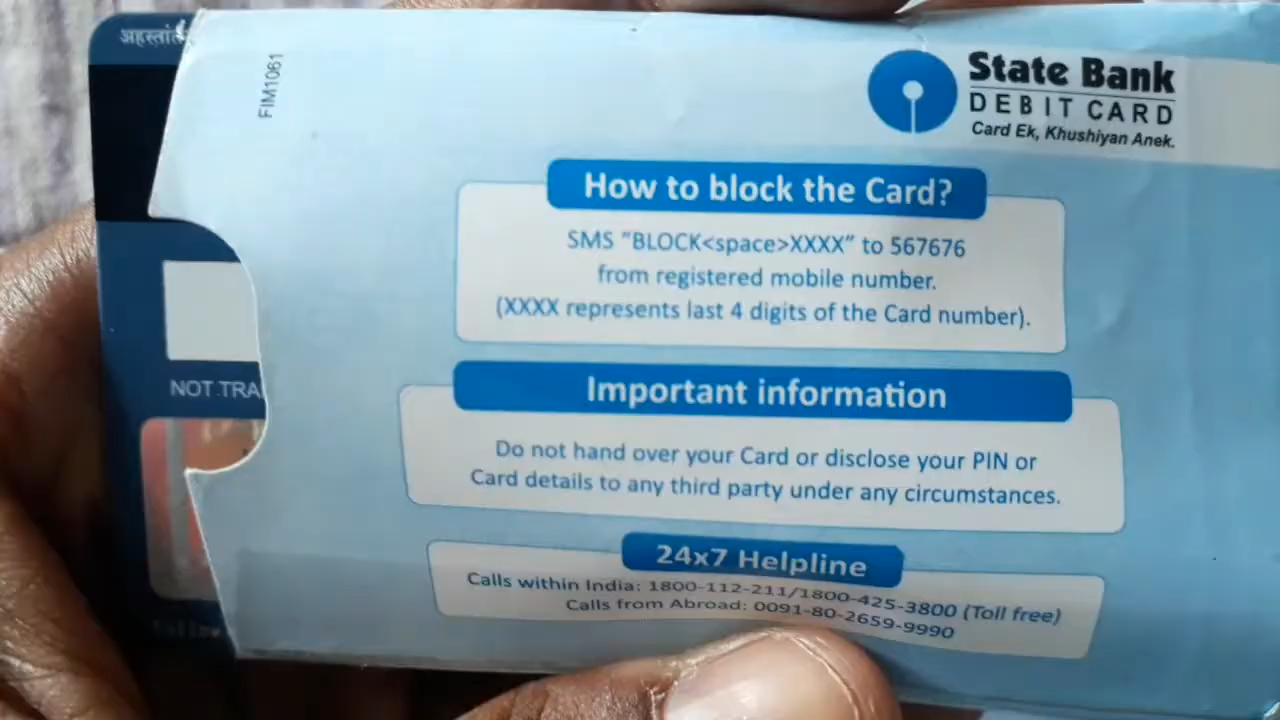 FIM1061
State Bank
DEBIT CARD
Card Ek, Khushiyan Anek.
How to block the Card?
SMS "BLOCK<space>XXXX" to 567676
from registered mobile number.
(XXXX represents last 4 digits of the Card number).
NOT TRA
Important information
Do not hand over your Card or disclose your PIN or
Card details to any third party under any circumstances.
24x7 Helpline
Calls within India: 1800-112-211/1800-425-3800 (Toll free)
Calls from Abroad: 0091-80-2659-9990